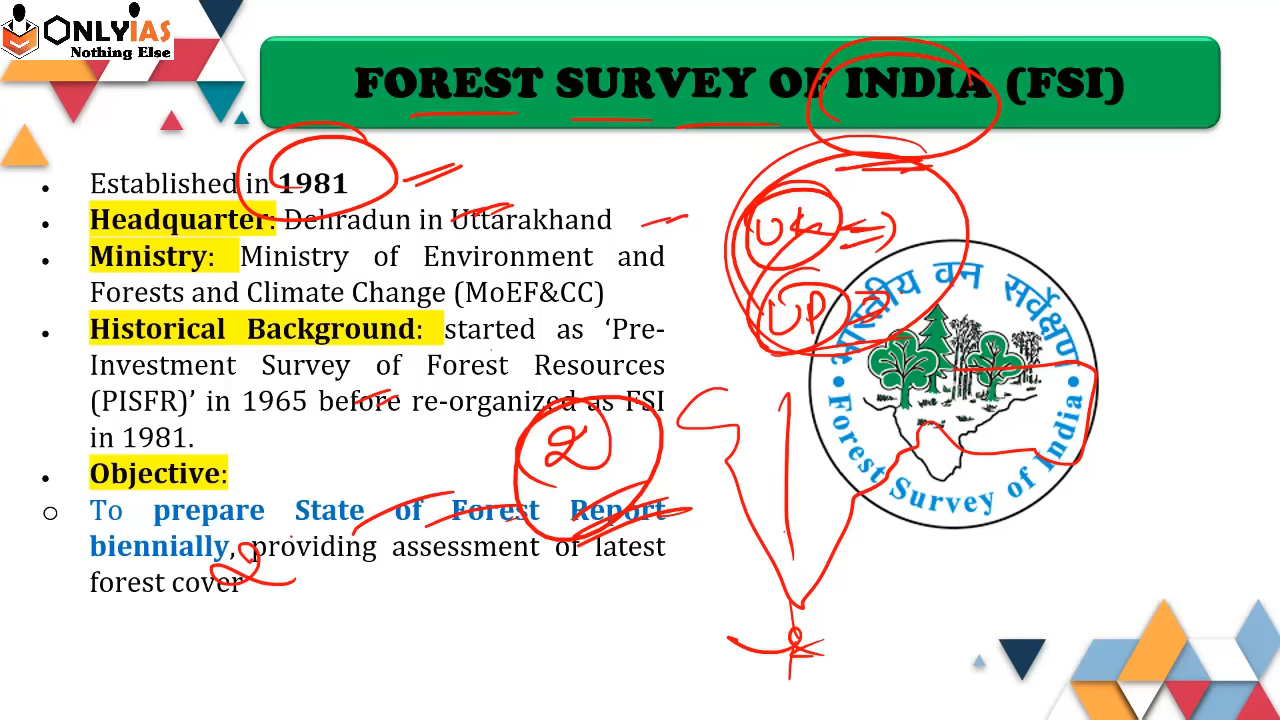 ONLYIAS
Nothing Else
FOREST SURVEY OF INDIA (FSI)
• Established in 1981
• Headquarter: Dehradun in Uttarakhand
• Ministry: Ministry of Environment and
Forests and Climate Change (MoEF&CC)
• Historical Background: started as ‘Pre-
Investment Survey of Forest Resources
(PISFR)’ in 1965 before re-organized as FSI
in 1981.
• Objective:
o To prepare State of Forest Report
biennially, providing assessment of latest
forest cover
2
2
UK
UP
भारतीय वन सर्वेक्षण
• Forest Survey of India •